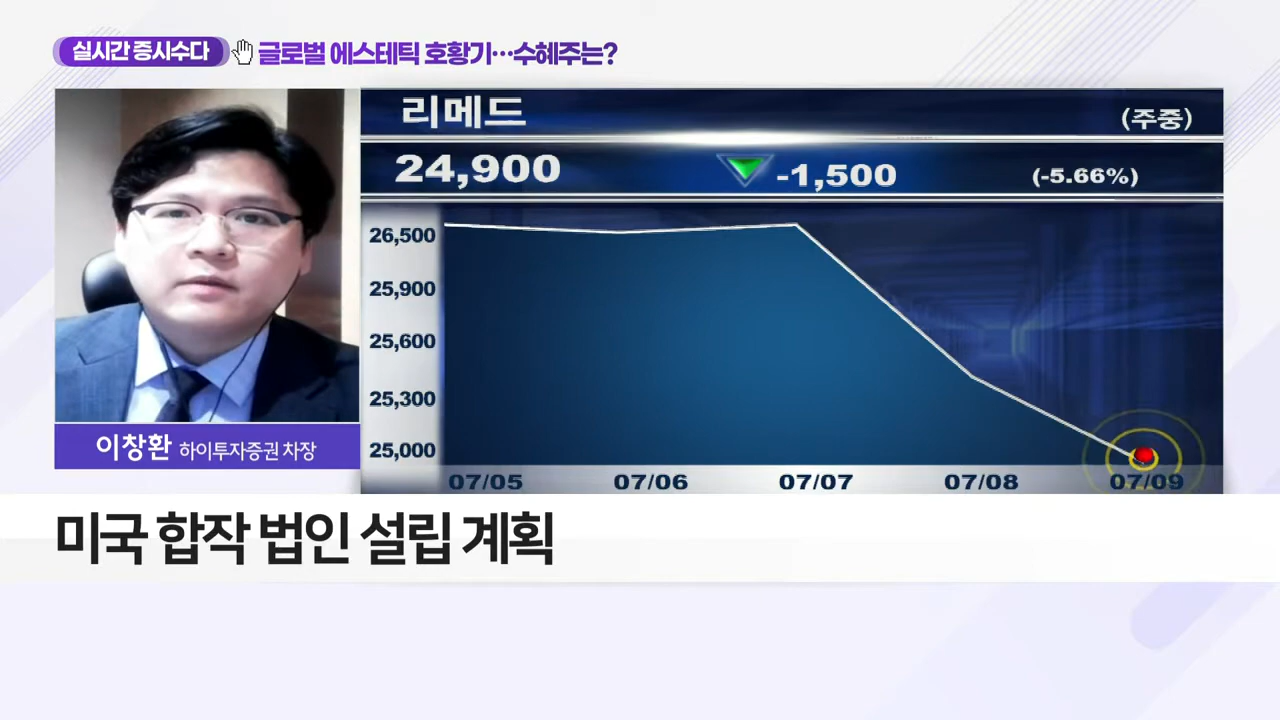 실시간 증시수다 글로벌 에스테틱 호황기…수혜주는?
리메드 (주중)
24,900 -1,500 (-5.66%)
26,500
25,900
25,600
25,300
25,000
07/05 07/06 07/07 07/08 07/09
이창환 하이투자증권 차장
미국 합작 법인 설립 계획